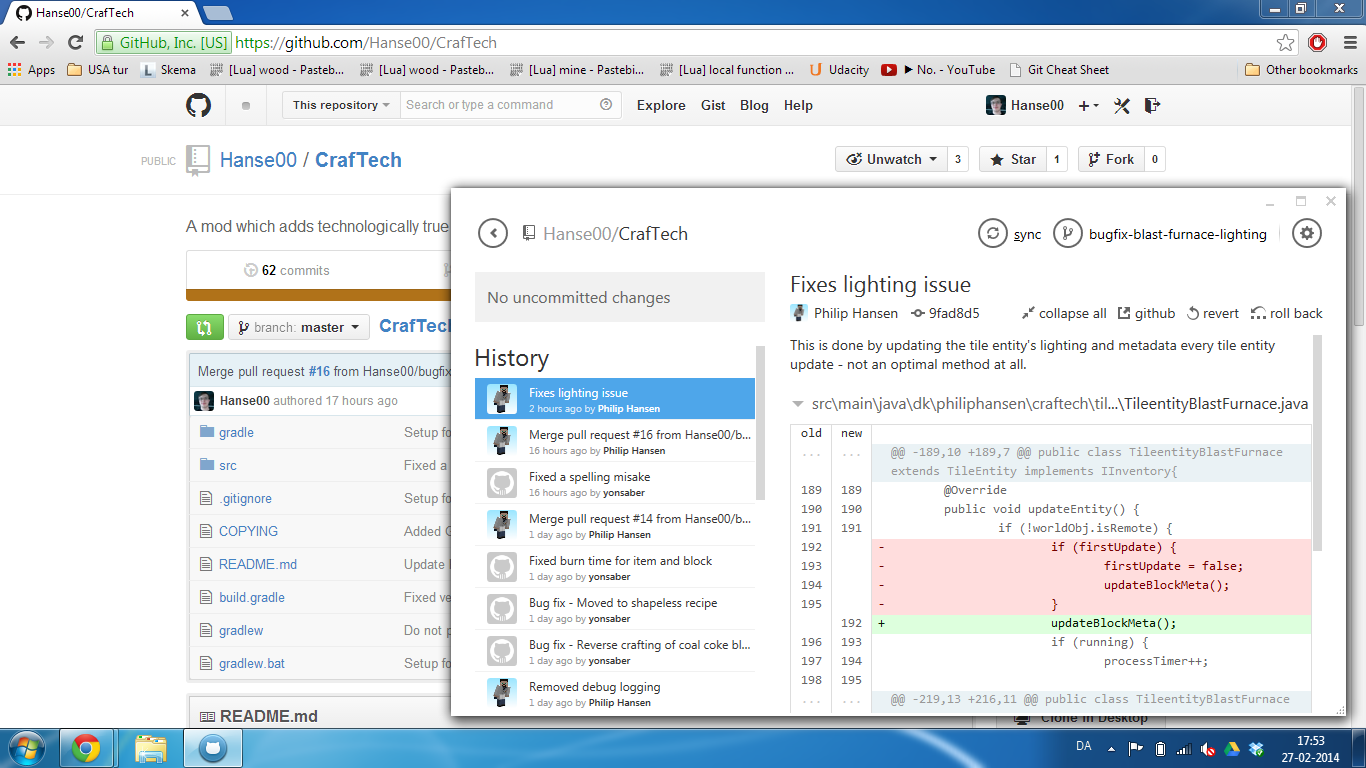 Hanse00/CrafTech
GitHub, Inc. [US] https://github.com/Hanse00/CrafTech
Apps USA tur Skema [Lua] wood - Pasteb... [Lua] wood - Pasteb... [Lua] mine - Pastebi... [Lua] local function ... Udacity ► No. - YouTube Git Cheat Sheet Other bookmarks
This repository Search or type a command Explore Gist Blog Help Hanse00
PUBLIC Hanse00 / CrafTech Unwatch 3 Star 1 Fork 0
A mod which adds technologically true
62 commits
branch: master CrafTech
Merge pull request #16 from Hanse00/bugfix
Hanse00 authored 17 hours ago
gradle Setup fo
src Fixed a
.gitignore Setup fo
COPYING Added G
README.md Update
build.gradle Fixed ve
gradlew Do not p
gradlew.bat Setup fo
README.md
Clone in Desktop
Hanse00/CrafTech sync bugfix-blast-furnace-lighting
No uncommitted changes
History
Fixes lighting issue
2 hours ago by Philip Hansen
Merge pull request #16 from Hanse00/b...
16 hours ago by Philip Hansen
Fixed a spelling misake
16 hours ago by yonsaber
Merge pull request #14 from Hanse00/b...
1 day ago by Philip Hansen
Fixed burn time for item and block
1 day ago by yonsaber
Bug fix - Moved to shapeless recipe
1 day ago by yonsaber
Bug fix - Reverse crafting of coal coke bl...
1 day ago by yonsaber
Removed debug logging
1 day ago by Philip Hansen
Fixes lighting issue
Philip Hansen 9fad8d5 collapse all github revert roll back
This is done by updating the tile entity's lighting and metadata every tile entity
update - not an optimal method at all.
src\main\java\dk\philiphansen\craftech\til...\TileentityBlastFurnace.java
old new
... ... @@ -189,10 +189,7 @@ public class TileentityBlastFurnace
extends TileEntity implements IInventory{
189 189 @Override
190 190 public void updateEntity() {
191 191 if (!worldObj.isRemote) {
192 - if (firstUpdate) {
193 - firstUpdate = false;
194 - updateBlockMeta();
195 - }
192 + updateBlockMeta();
196 193 if (running) {
197 194 processTimer++;
198 195
... ... @@ -219,13 +216,11 @@ public class TileentityBlastFurnace
DA 17:53
27-02-2014